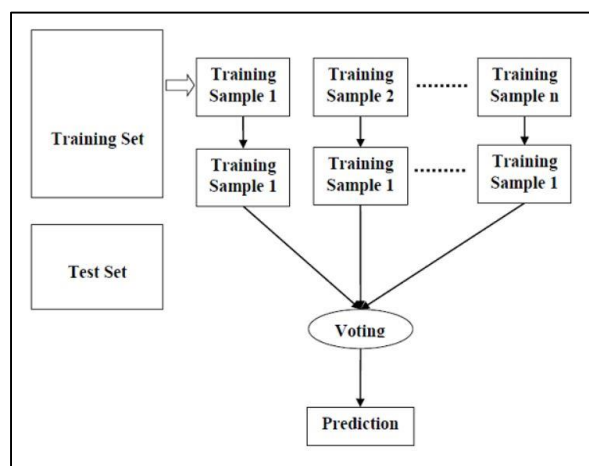 Training Set
Training
Sample 1
Training
Sample 2
Training
Sample n
Training
Sample 1
Training
Sample 1
Training
Sample 1
Test Set
Voting
Prediction